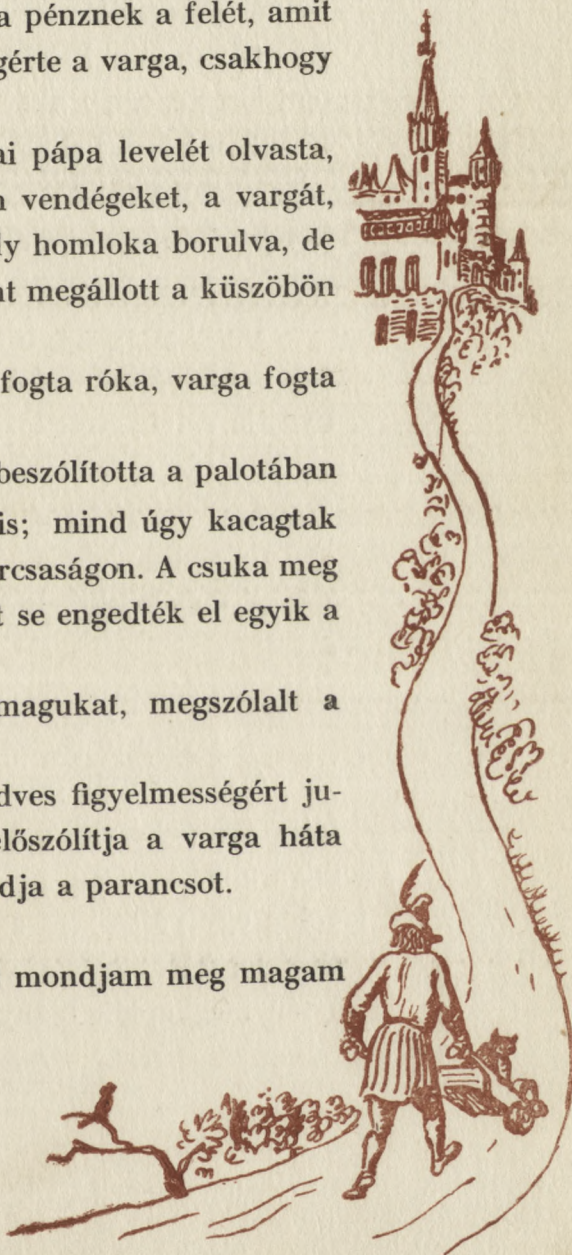 a pénznek a felét, amit
gérte a varga, csakhogy
ai pápa levelét olvasta,
vendégeket, a vargát,
ly homloka borulva, de
nt megállott a küszöbön
fogta róka, varga fogta
beszólította a palotában
is; mind úgy kacagtak
rcsaságon. A csuka meg
t se engedték el egyik a
magukat, megszólalt a
dves figyelmességért ju-
előszólítja a varga háta
dja a parancsot.
mondjam meg magam